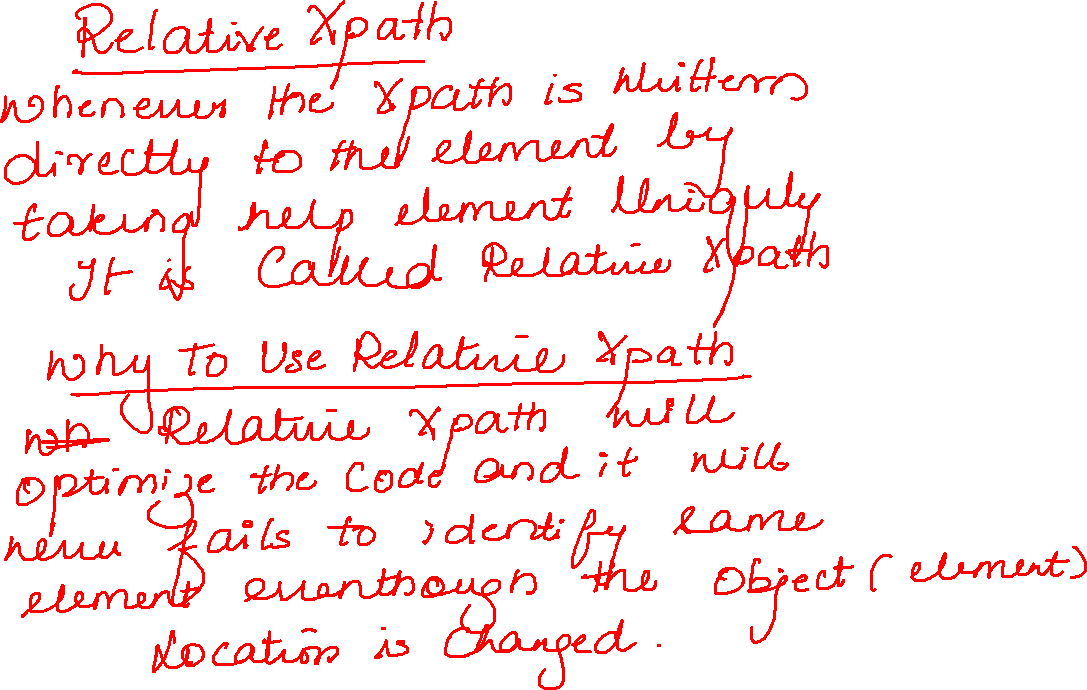 Relative Xpath
Whenever the Xpath is written
directly to the element by
taking help element Uniquly
It is Called Relative Xpath
Why To Use Relative Xpath
wh Relative Xpath will
optimize the Code and it will
never fails to identify same
element eventhough the object (element)
Location is Changed.